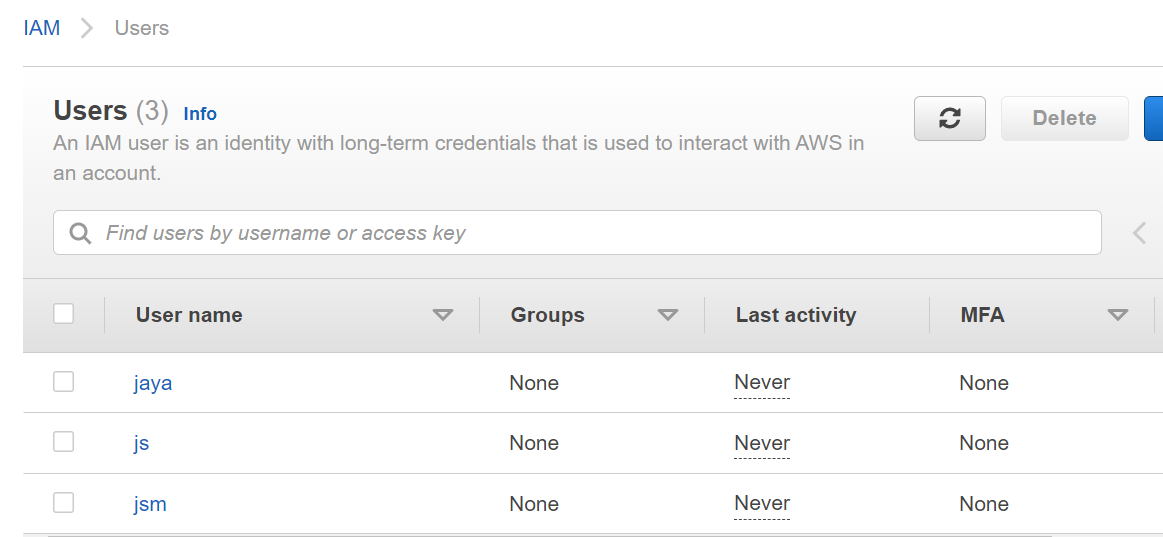 IAM > Users
Users (3) Info
Delete
An IAM user is an identity with long-term credentials that is used to interact with AWS in
an account.
Find users by username or access key
User name Groups Last activity MFA
jaya None Never None
js None Never None
jsm None Never None